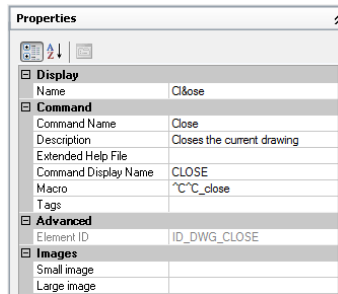 Properties
Display
Name Cl&ose
Command
Command Name Close
Description Closes the current drawing
Extended Help File
Command Display Name CLOSE
Macro ^C^C_close
Tags
Advanced
Element ID ID_DWG_CLOSE
Images
Small image
Large image